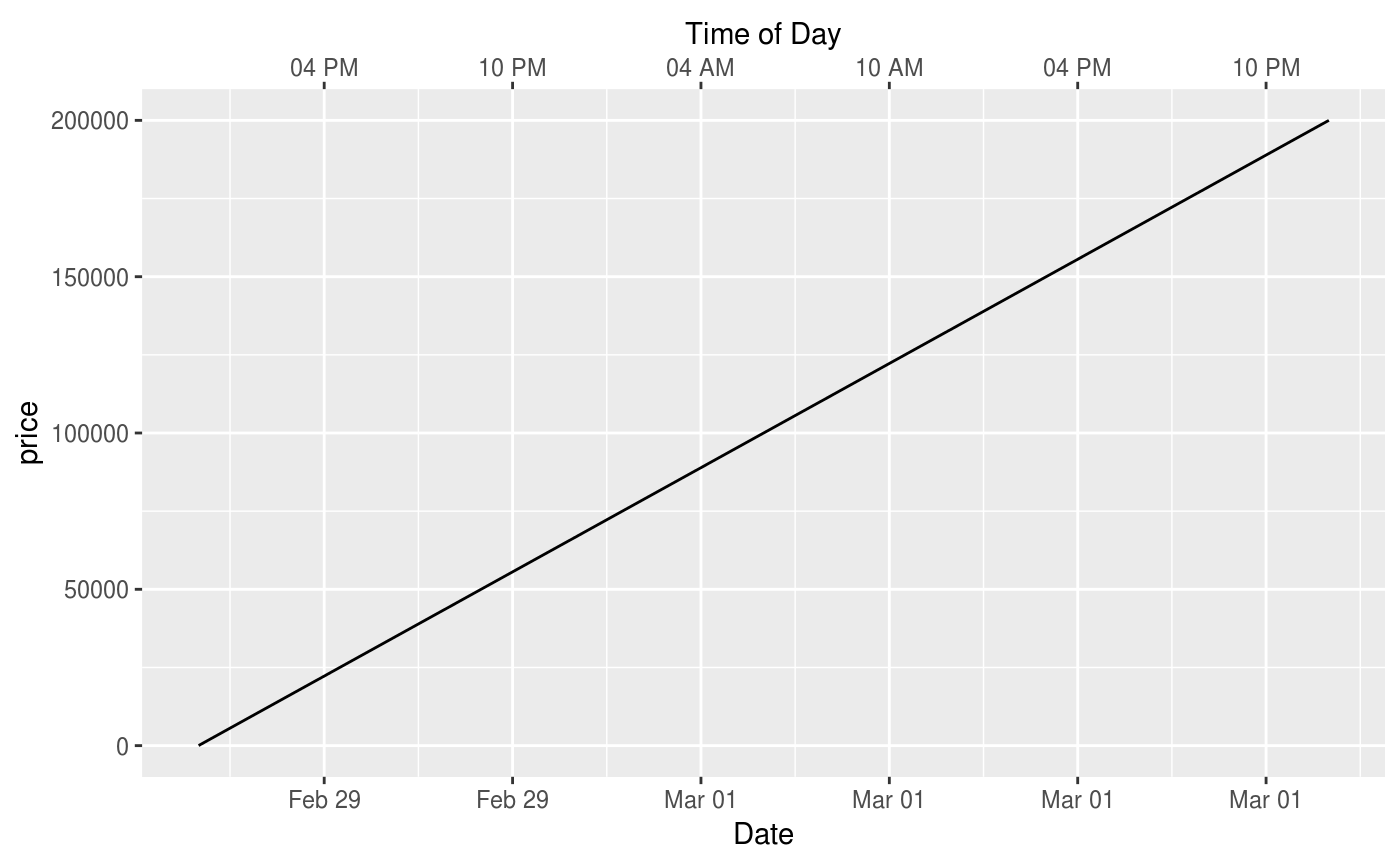 Time of Day
04 PM 10 PM 04 AM 10 AM 04 PM 10 PM
200000
150000
100000
50000
0
price
Feb 29 Feb 29 Mar 01 Mar 01 Mar 01 Mar 01
Date